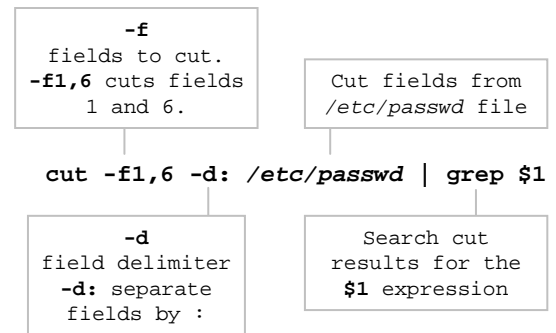 -f
fields to cut.
-f1,6 cuts fields
1 and 6.
Cut fields from
/etc/passwd file
cut -f1,6 -d: /etc/passwd | grep $1
-d
field delimiter
-d: separate
fields by :
Search cut
results for the
$1 expression